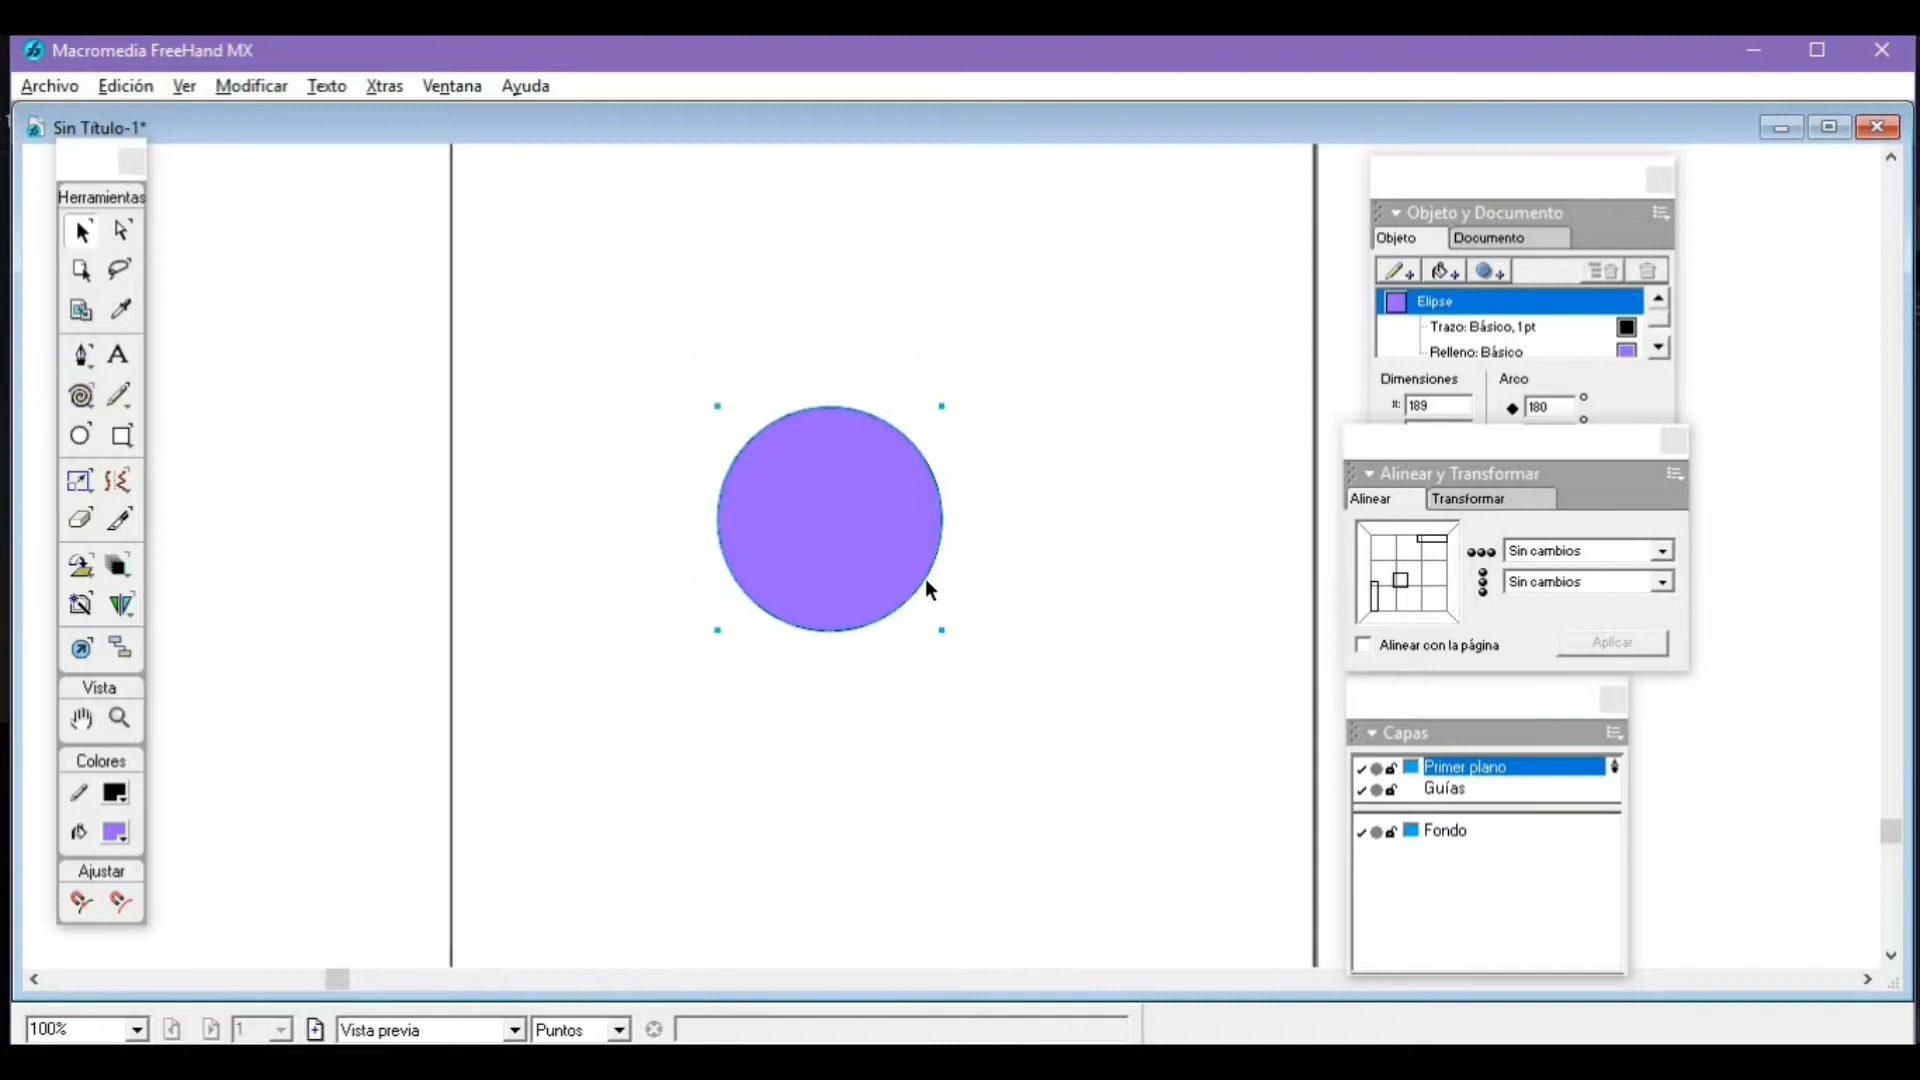 Macromedia FreeHand MX
Archivo Edición Ver Modificar Texto Xtras Ventana Ayuda
Sin Título-1*
Herramientas
A
Vista
Colores
Ajustar
Objeto y Documento
Objeto Documento
Elipse
Trazo: Básico, 1pt
Relleno: Básico
Dimensiones Arco
x: 189 180
Alinear y Transformar
Alinear Transformar
Sin cambios
Sin cambios
Alinear con la página Aplicar
Capas
Primer plano
Guías
Fondo
100% 1 Vista previa Puntos